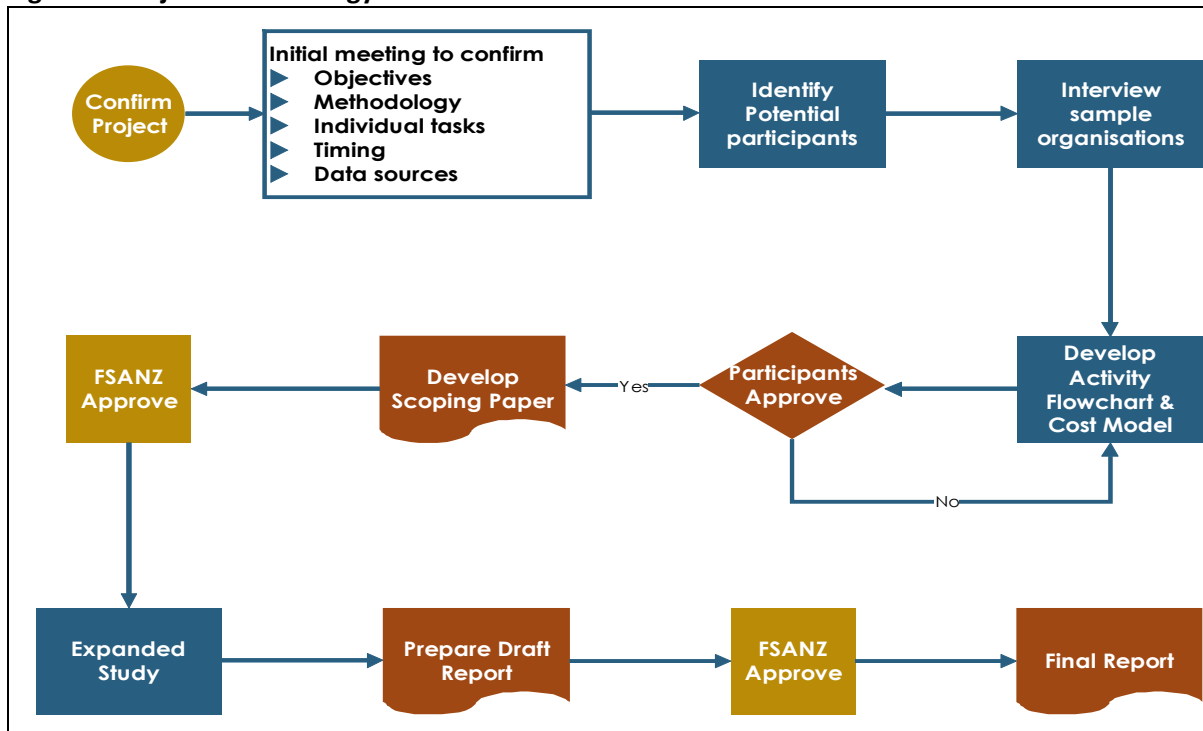 Confirm
Project
Initial meeting to confirm
Objectives
Methodology
Individual tasks
Timing
Data sources
Identify
Potential
participants
Interview
sample
organisations
FSANZ
Approve
Develop
Scoping Paper
Yes
Participants
Approve
Develop
Activity
Flowchart &
Cost Model
No
Expanded
Study
Prepare Draft
Report
FSANZ
Approve
Final Report